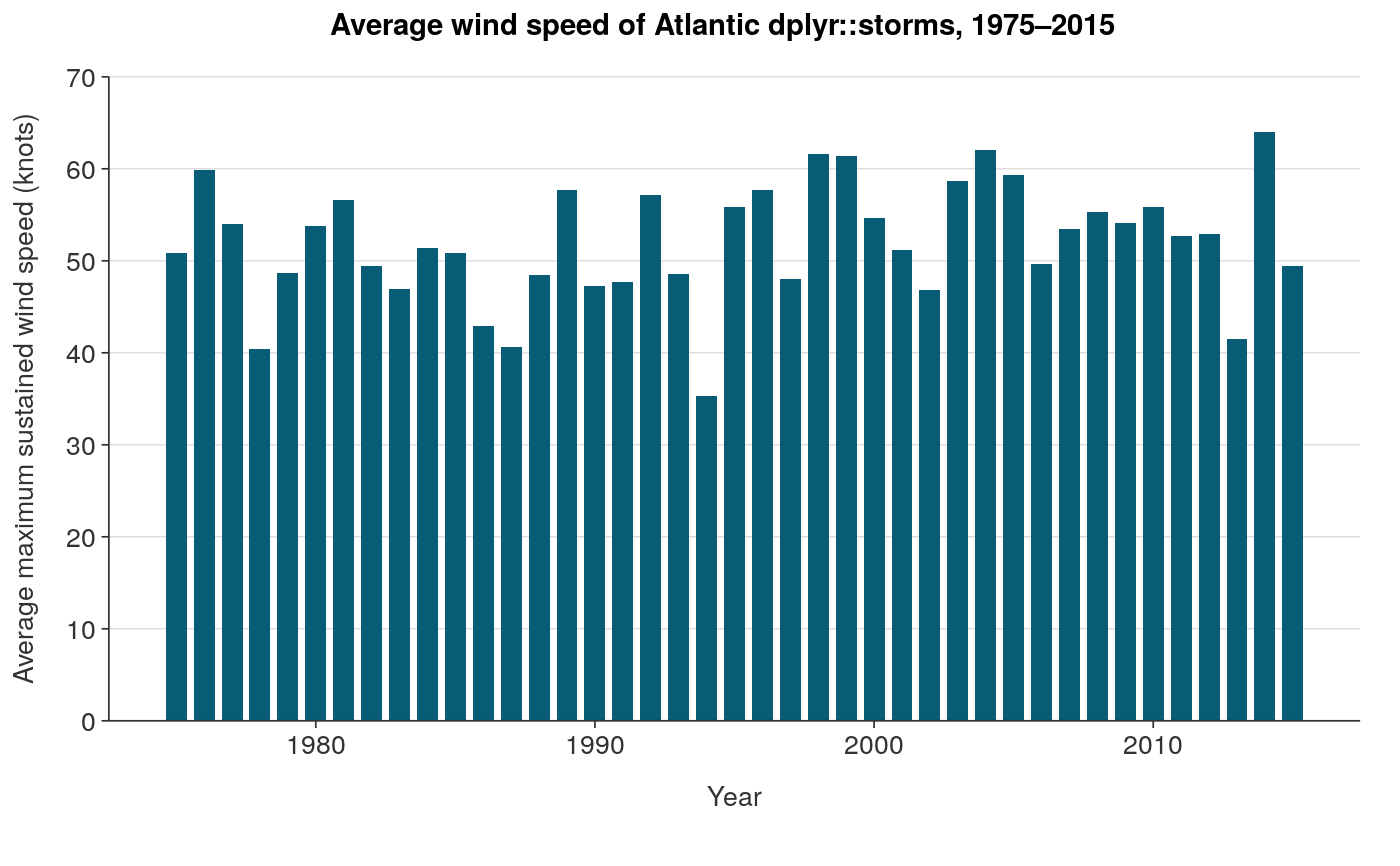 Average wind speed of Atlantic dplyr::storms, 1975–2015
Average maximum sustained wind speed (knots)
70
60
50
40
30
20
10
0
1980 1990 2000 2010
Year